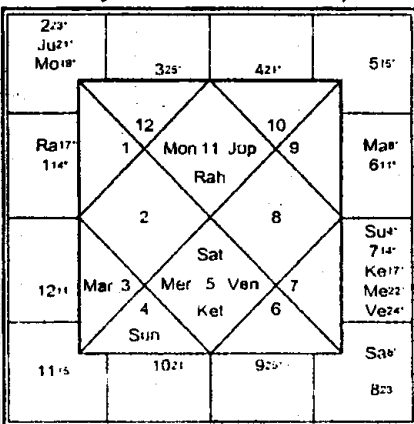 2 23°
Ju 21°
Mo 18°
3 25°
4 21°
5 15°
12
10
Ra 17°
1 14°
1
Mon 11 Jup
9
Rah
Ma 8°
6 11°
2
8
Su 4°
7 14°
Ke 17°
Me 22°
Ve 24°
Sat
12 11
Mar 3
Mer 5 Ven
7
Ket
4
6
Sun
11 15
10 21
9 25°
Sa 8°
8 23